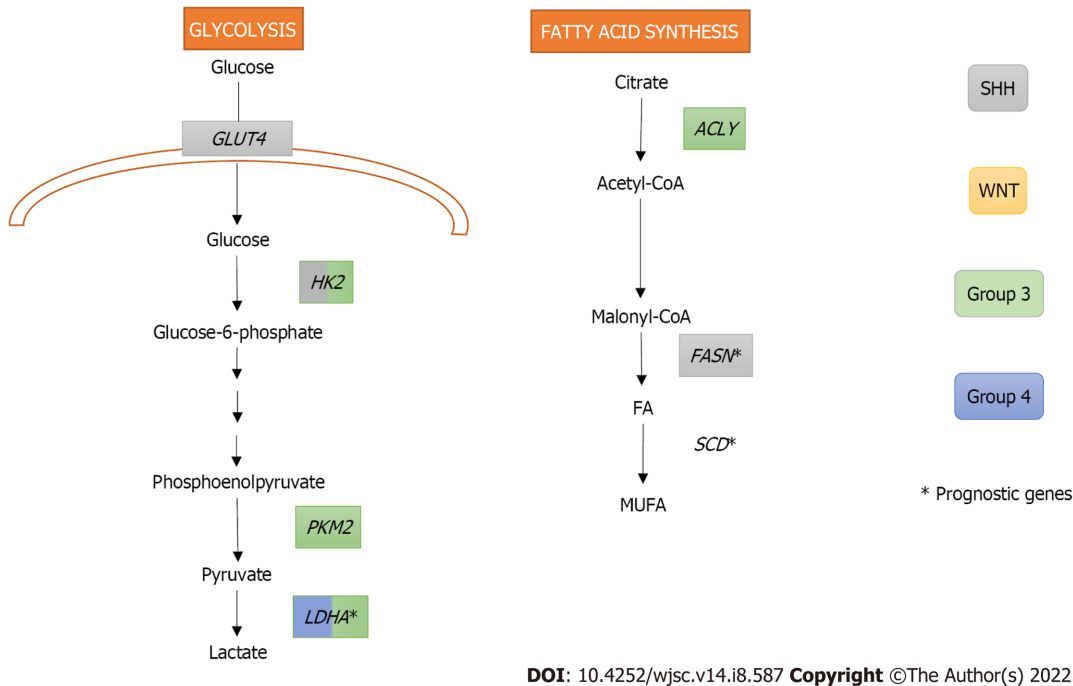 GLYCOLYSIS
Glucose
GLUT4
Glucose
HK2
Glucose-6-phosphate
Phosphoenolpyruvate
PKM2
Pyruvate
LDHA*
Lactate
FATTY ACID SYNTHESIS
Citrate
ACLY
Acetyl-CoA
Malonyl-CoA
FASN*
FA
SCD*
MUFA
SHH
WNT
Group 3
Group 4
* Prognostic genes
DOI: 10.4252/wjsc.v14.i8.587 Copyright ©The Author(s) 2022